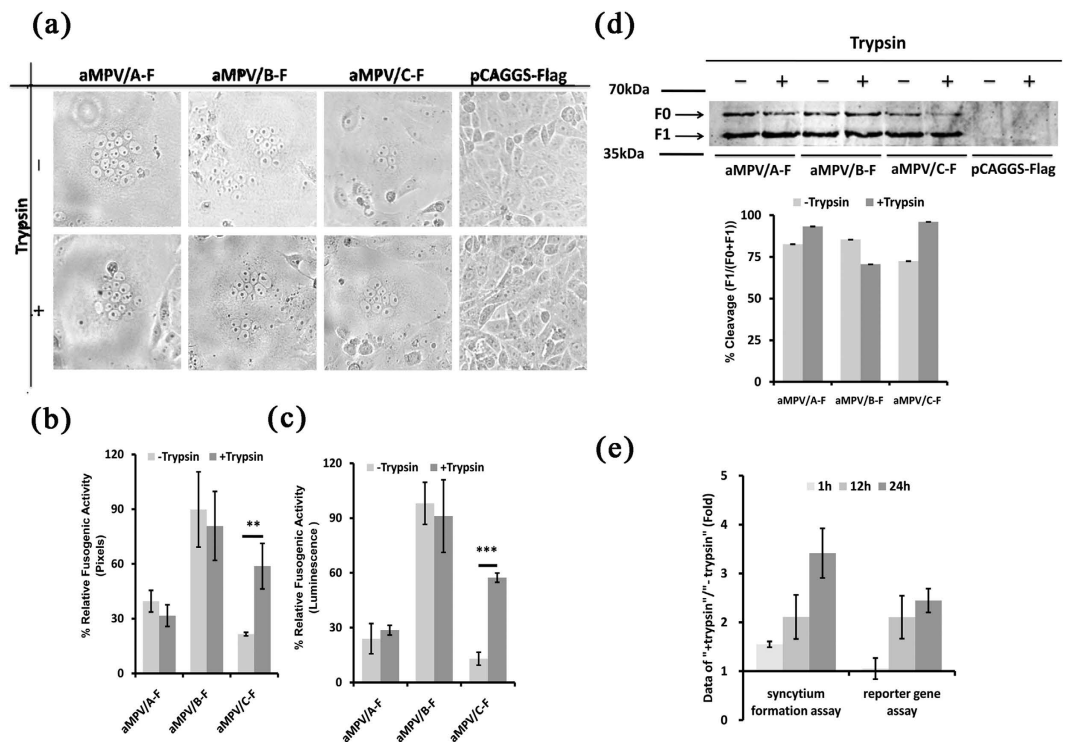 (a)
aMPV/A-F aMPV/B-F aMPV/C-F pCAGGS-Flag
Trypsin
−
+
(d)
Trypsin
− + − + − + − +
70kDa
F0
F1
35kDa
aMPV/A-F aMPV/B-F aMPV/C-F pCAGGS-Flag
-Trypsin +Trypsin
% Cleavage (F1/(F0+F1))
100
75
50
25
0
aMPV/A-F aMPV/B-F aMPV/C-F
(b)
-Trypsin +Trypsin
% Relative Fusogenic Activity
(Pixels)
120
90
60
30
0
**
aMPV/A-F aMPV/B-F aMPV/C-F
(c)
-Trypsin +Trypsin
% Relative Fusogenic Activity
(Luminescence)
120
90
60
30
0
***
aMPV/A-F aMPV/B-F aMPV/C-F
(e)
1h 12h 24h
Data of "+trypsin"/"- trypsin" (Fold)
5
4
3
2
1
0
syncytium
formation assay
reporter gene
assay